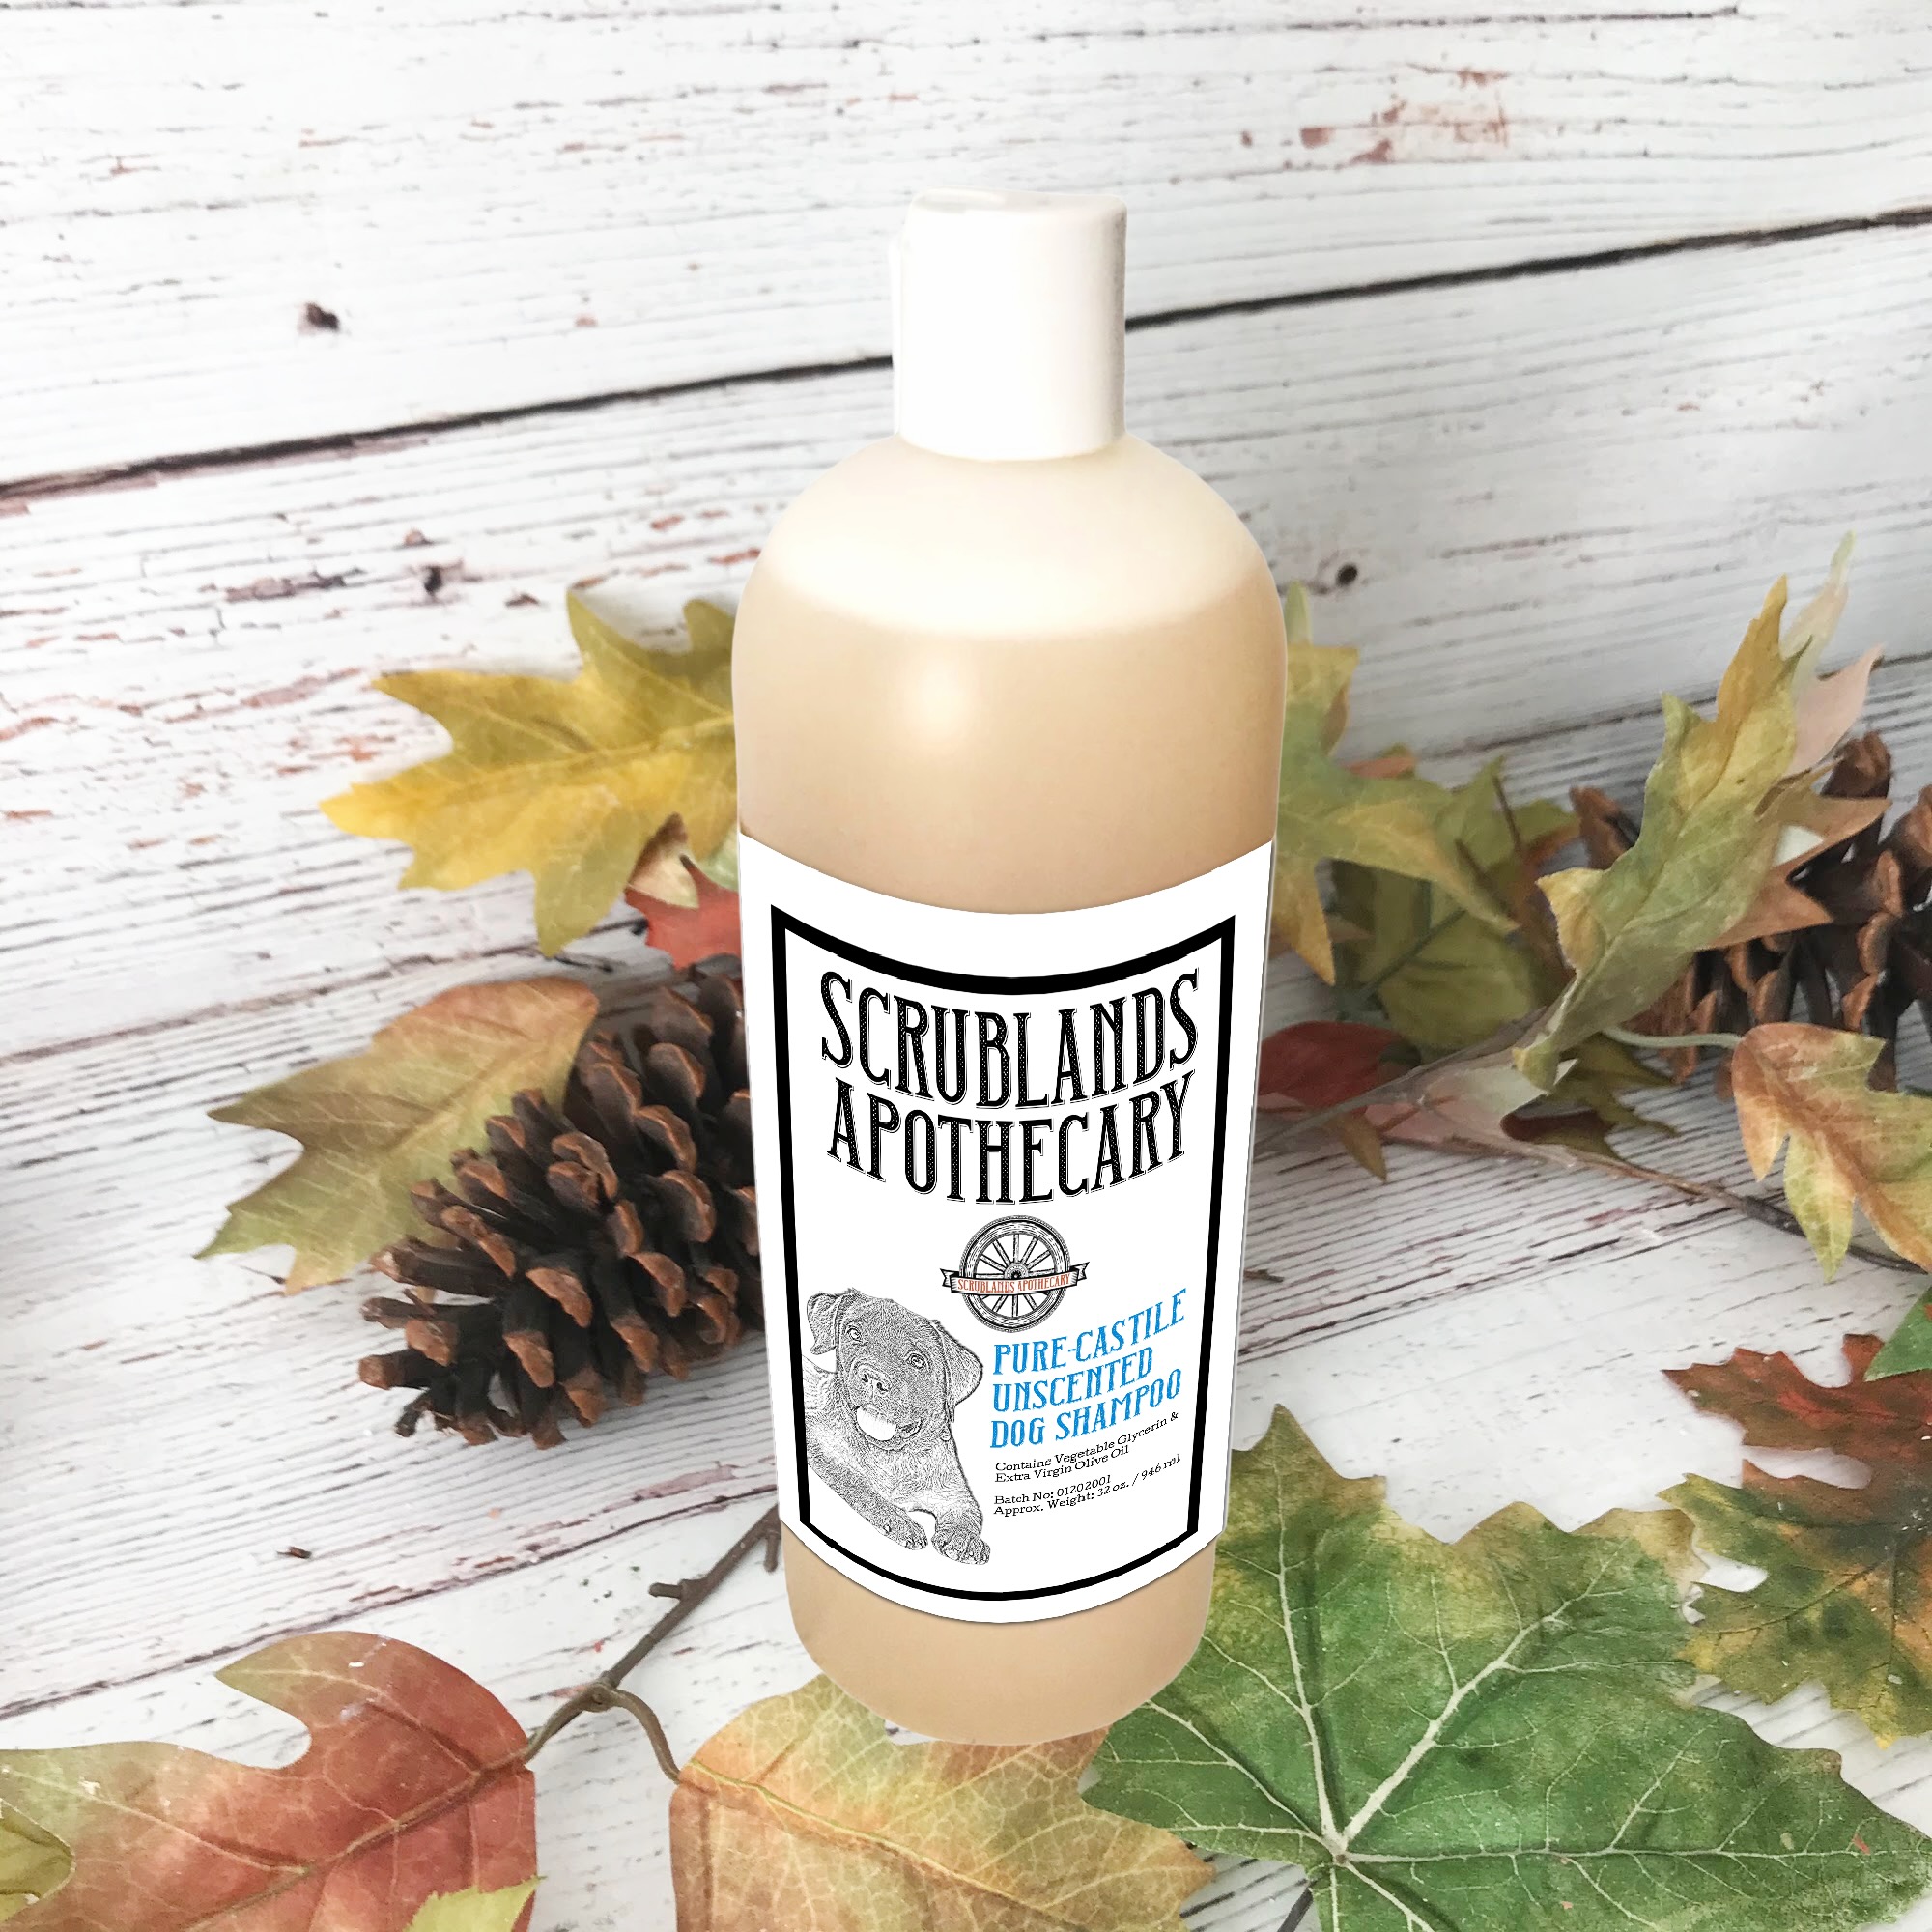 SCRUBLANDS
APOTHECARY
SCRUBLANDS APOTHECARY
PURE-CASTILE
UNSCENTED
DOG SHAMPOO
Contains Vegetable Glycerin &
Extra Virgin Olive Oil
Batch No: 01202001
Approx. Weight: 32 oz. / 946 ml